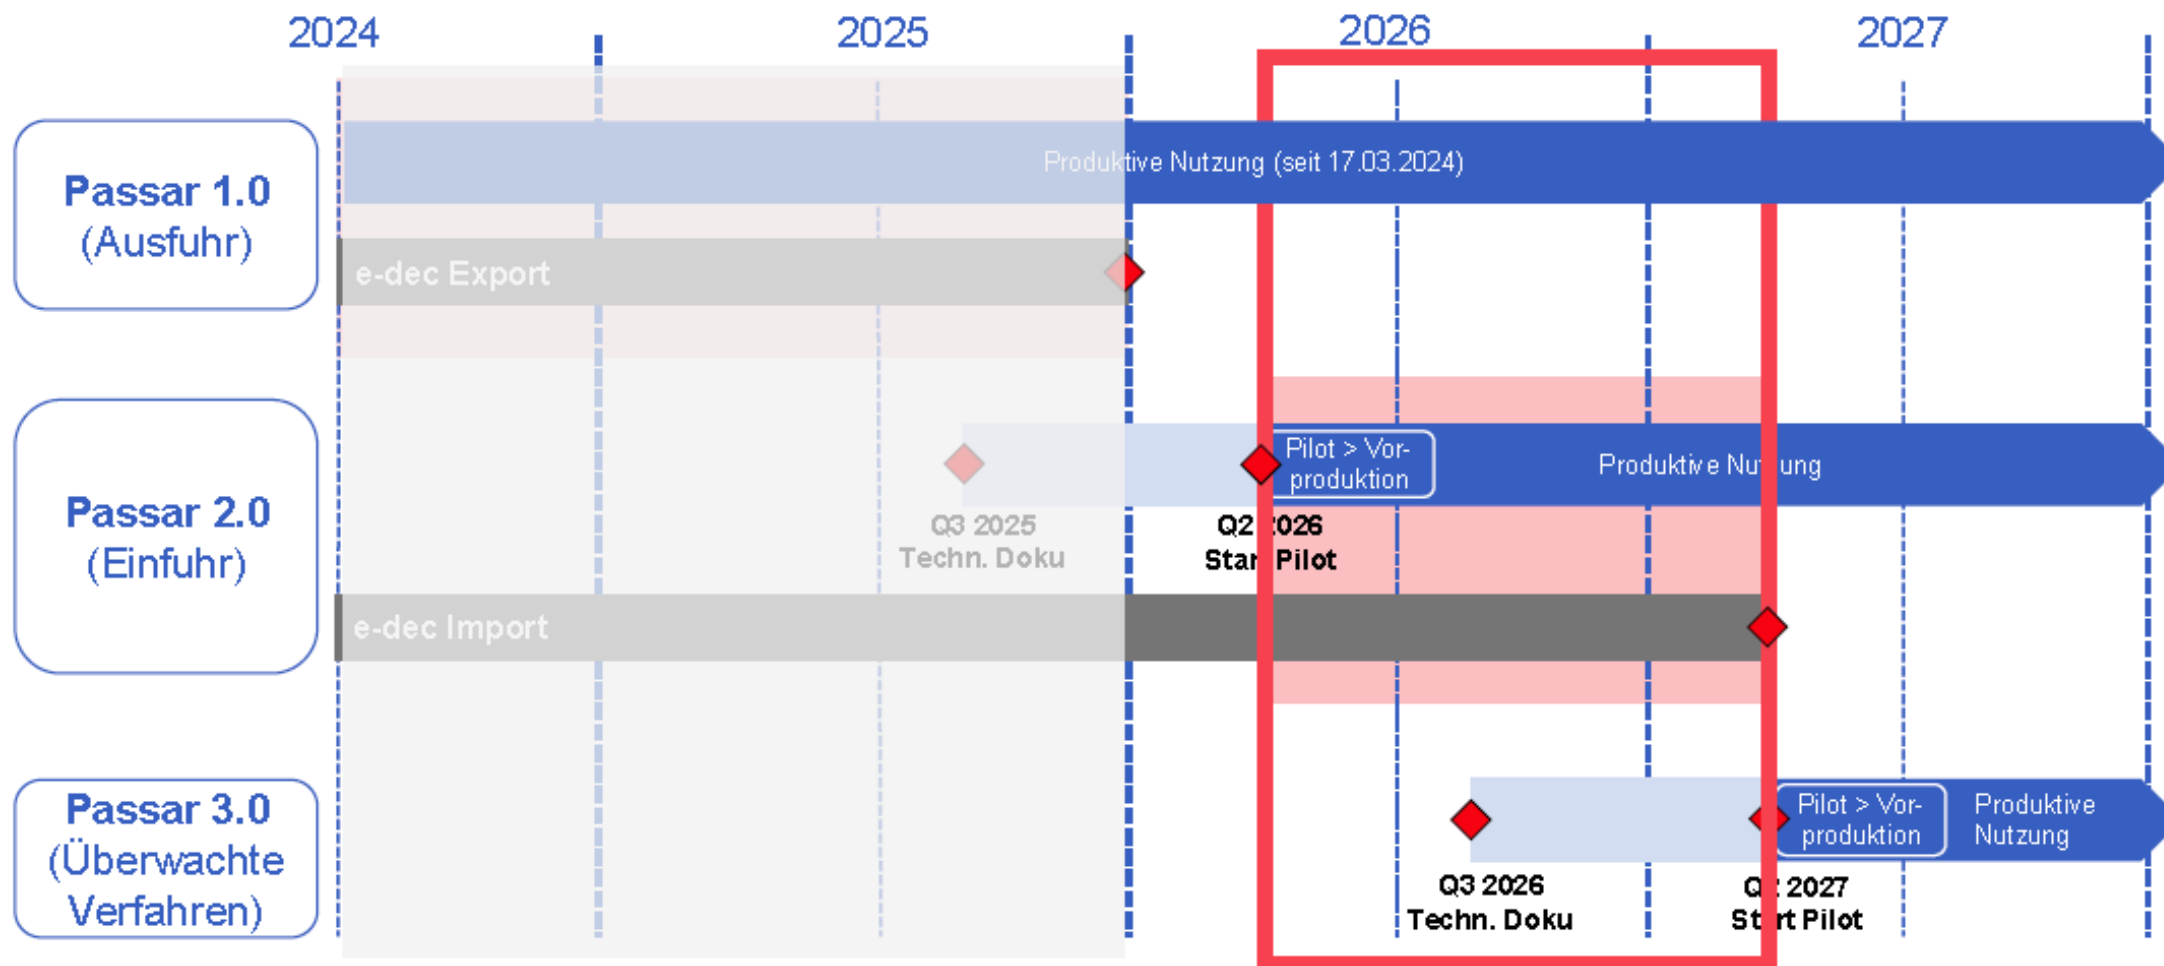 2024
2025
2026
2027
Passar 1.0
(Ausfuhr)
Produktive Nutzung (seit 17.03.2024)
e-dec Export
Passar 2.0
(Einfuhr)
Pilot > Vor-
produktion
Produktive Nutzung
Q3 2025
Techn. Doku
Q2 2026
Start Pilot
e-dec Import
Passar 3.0
(Überwachte
Verfahren)
Pilot > Vor-
produktion
Produktive
Nutzung
Q3 2026
Techn. Doku
Q2 2027
Start Pilot